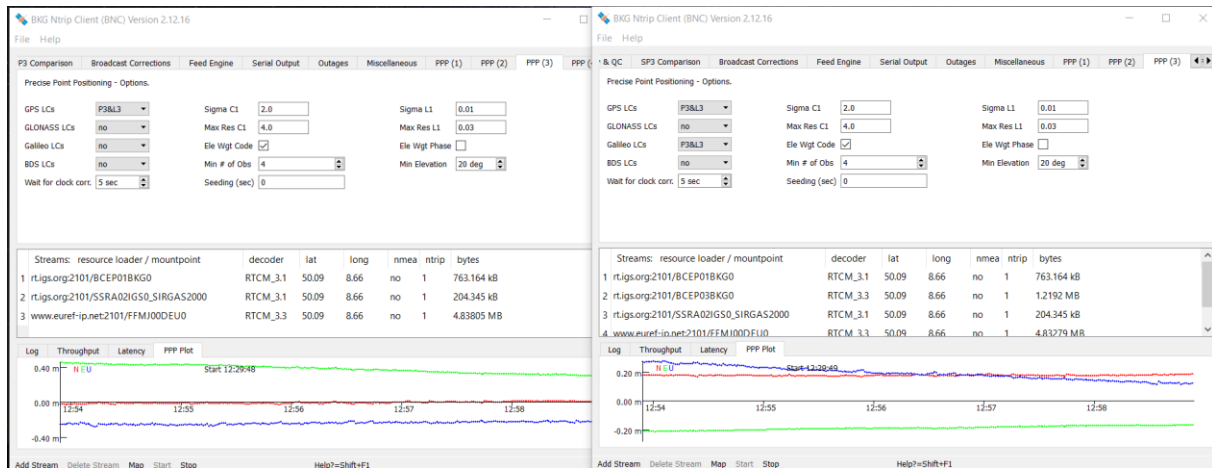 BKG Ntrip Client (BNC) Version 2.12.16
File Help
P3 Comparison Broadcast Corrections Feed Engine Serial Output Outages Miscellaneous PPP (1) PPP (2) PPP (3) PPP (
Precise Point Positioning - Options.
GPS LCs P3&L3 Sigma C1 2.0 Sigma L1 0.01
GLONASS LCs no Max Res C1 4.0 Max Res L1 0.03
Galileo LCs no Ele Wgt Code Ele Wgt Phase
BDS LCs no Min # of Obs 4 Min Elevation 20 deg
Wait for clock corr. 5 sec Seeding (sec) 0
Streams: resource loader / mountpoint decoder lat long nmea ntrip bytes
1 rt.igs.org:2101/BCEP01BKG0 RTCM_3.1 50.09 8.66 no 1 763.164 kB
2 rt.igs.org:2101/SSRA02IGS0_SIRGAS2000 RTCM_3.1 50.09 8.66 no 1 204.345 kB
3 www.euref-ip.net:2101/FFMJ00DEU0 RTCM_3.3 50.09 8.66 no 1 4.83805 MB
Log Throughput Latency PPP Plot
0.40 m N E U Start 12:29:48
0.00 m 12:54 12:55 12:56 12:57 12:58
-0.40 m
Add Stream Delete Stream Map Start Stop Help?=Shift+F1
BKG Ntrip Client (BNC) Version 2.12.16
File Help
& QC SP3 Comparison Broadcast Corrections Feed Engine Serial Output Outages Miscellaneous PPP (1) PPP (2) PPP (3)
Precise Point Positioning - Options.
GPS LCs P3&L3 Sigma C1 2.0 Sigma L1 0.01
GLONASS LCs no Max Res C1 4.0 Max Res L1 0.03
Galileo LCs P3&L3 Ele Wgt Code Ele Wgt Phase
BDS LCs no Min # of Obs 4 Min Elevation 20 deg
Wait for clock corr. 5 sec Seeding (sec) 0
Streams: resource loader / mountpoint decoder lat long nmea ntrip bytes
1 rt.igs.org:2101/BCEP01BKG0 RTCM_3.1 50.09 8.66 no 1 763.164 kB
2 rt.igs.org:2101/BCEP03BKG0 RTCM_3.3 50.09 8.66 no 1 1.2192 MB
3 rt.igs.org:2101/SSRA02IGS0_SIRGAS2000 RTCM_3.1 50.09 8.66 no 1 204.345 kB
4 www.euref-ip.net:2101/FFMJ00DEU0 RTCM_3.3 50.09 8.66 no 1 4.83279 MB
Log Throughput Latency PPP Plot
0.20 m N E U Start 12:29:49
0.00 m 12:54 12:55 12:56 12:57 12:58
-0.20 m
Add Stream Delete Stream Map Start Stop Help?=Shift+F1